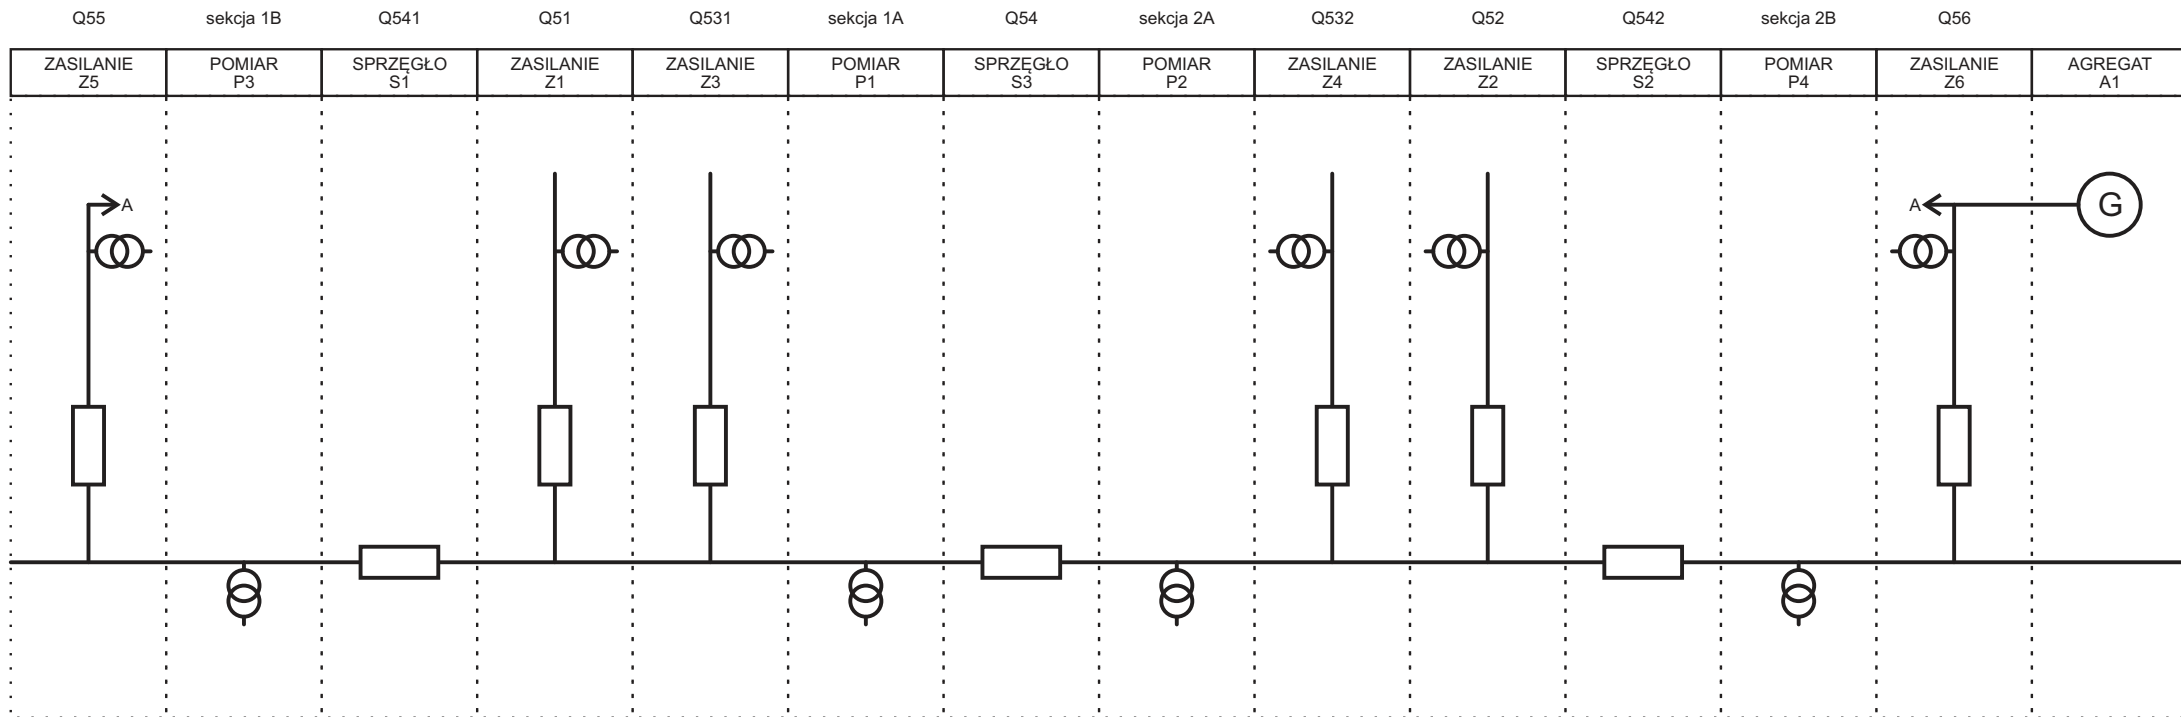 Q55 sekcja 1B Q541 Q51 Q531 sekcja 1A Q54 sekcja 2A Q532 Q52 Q542 sekcja 2B Q56
ZASILANIE POMIAR SPRZĘGŁO ZASILANIE ZASILANIE POMIAR SPRZĘGŁO POMIAR ZASILANIE ZASILANIE SPRZĘGŁO POMIAR ZASILANIE AGREGAT
Z5 P3 S1 Z1 Z3 P1 S3 P2 Z4 Z2 S2 P4 Z6 A1
A A G